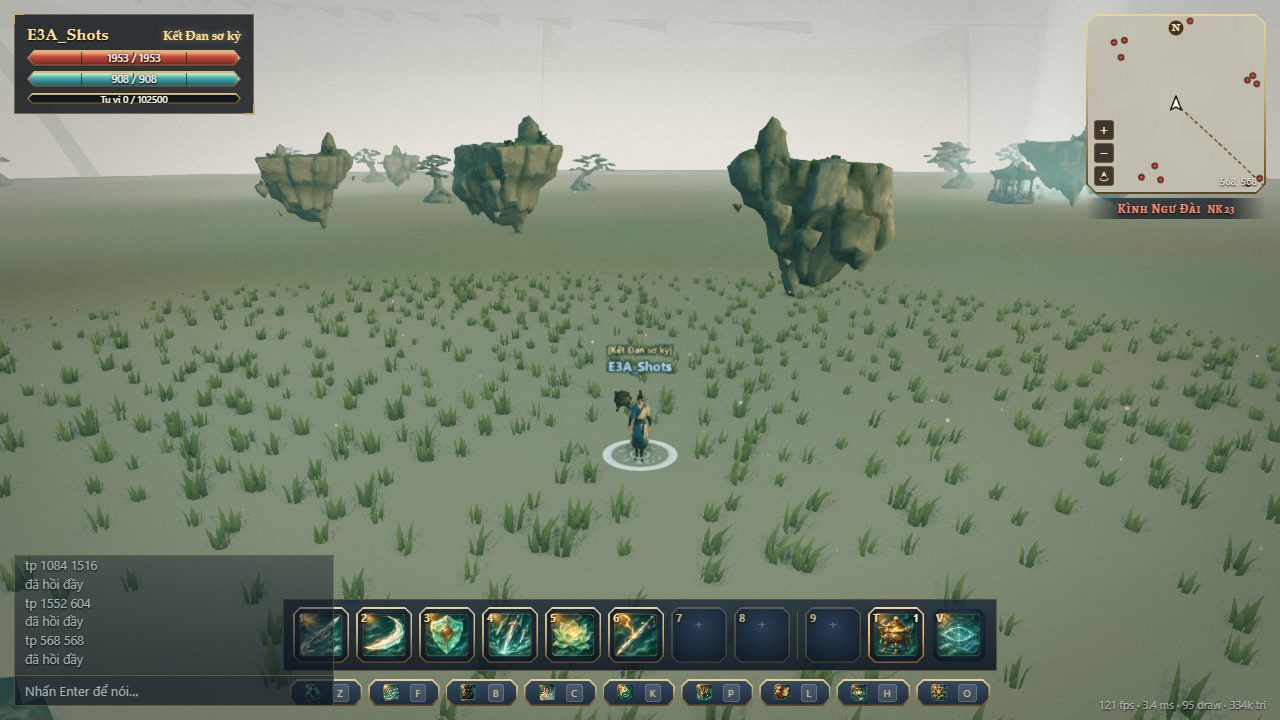 E3A_Shots Kết Đan sơ kỳ
1953 / 1953
908 / 908
Tu vi 0 / 102500
N
+
−
568, 568
KÌNH NGƯ ĐÀI NK23
[Kết Đan sơ kỳ]
E3A_Shots
tp 1084 1516
đã hồi đầy
tp 1552 604
đã hồi đầy
tp 568 568
đã hồi đầy
Nhấn Enter để nói...
1 2 3 4 5 6 7 8 9 T 1 V
+ + +
Z F B C K P L H O
121 fps · 3.4 ms · 95 draw · 334k tri